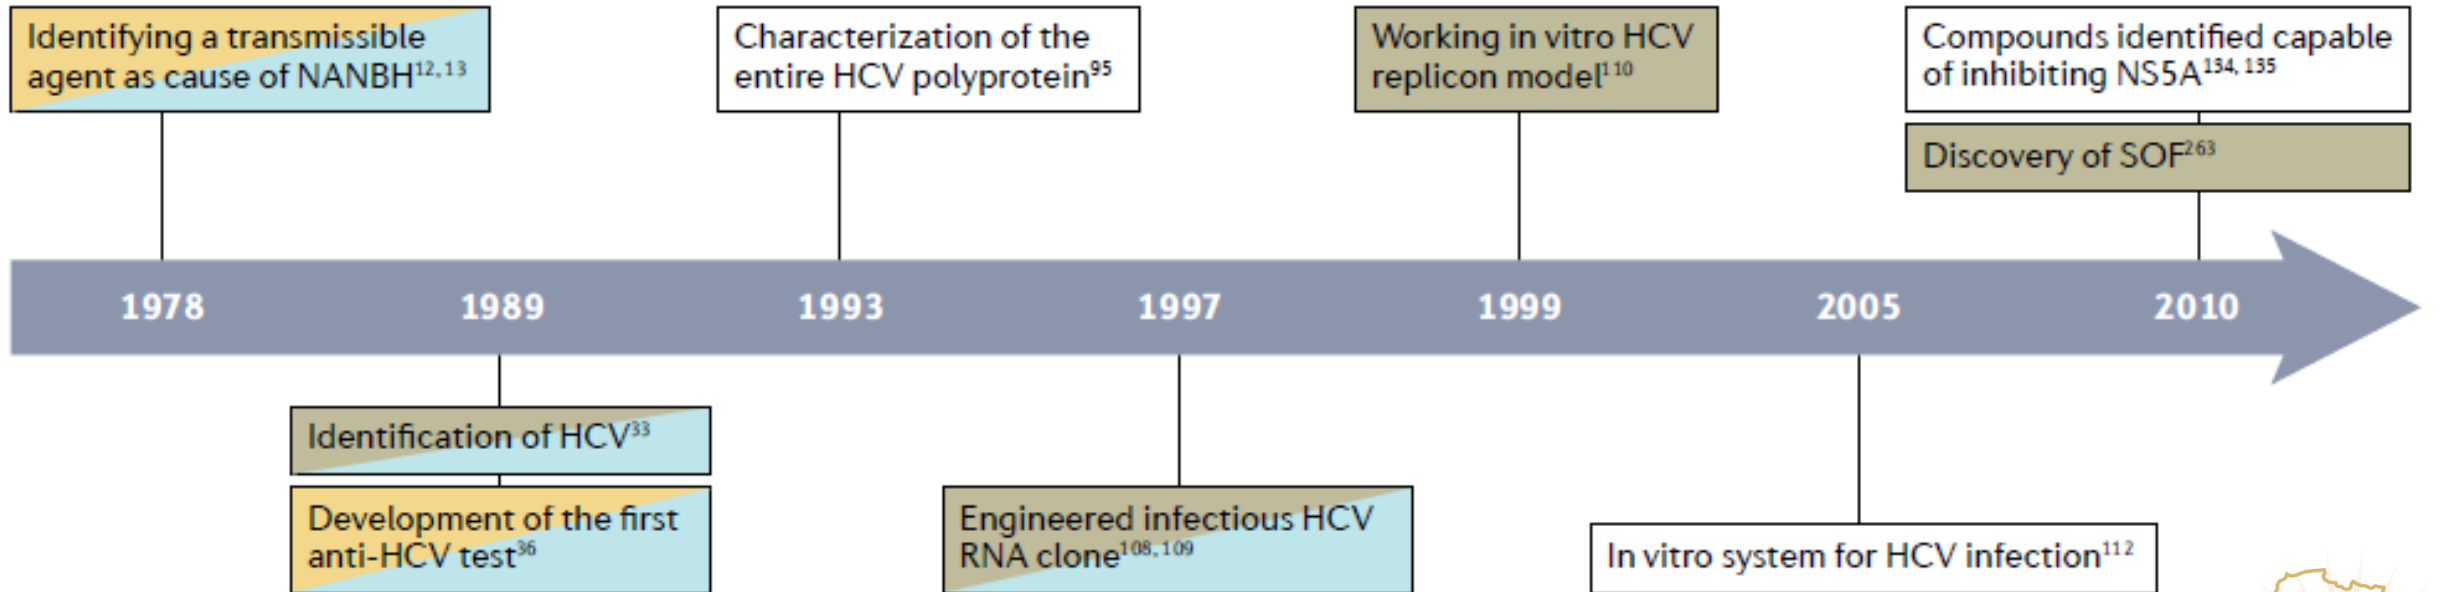 Identifying a transmissible
agent as cause of NANBH12,13
Characterization of the
entire HCV polyprotein95
Working in vitro HCV
replicon model110
Compounds identified capable
of inhibiting NS5A134, 135
Discovery of SOF263
1978 1989 1993 1997 1999 2005 2010
Identification of HCV33
Development of the first
anti-HCV test36
Engineered infectious HCV
RNA clone108,109
In vitro system for HCV infection112